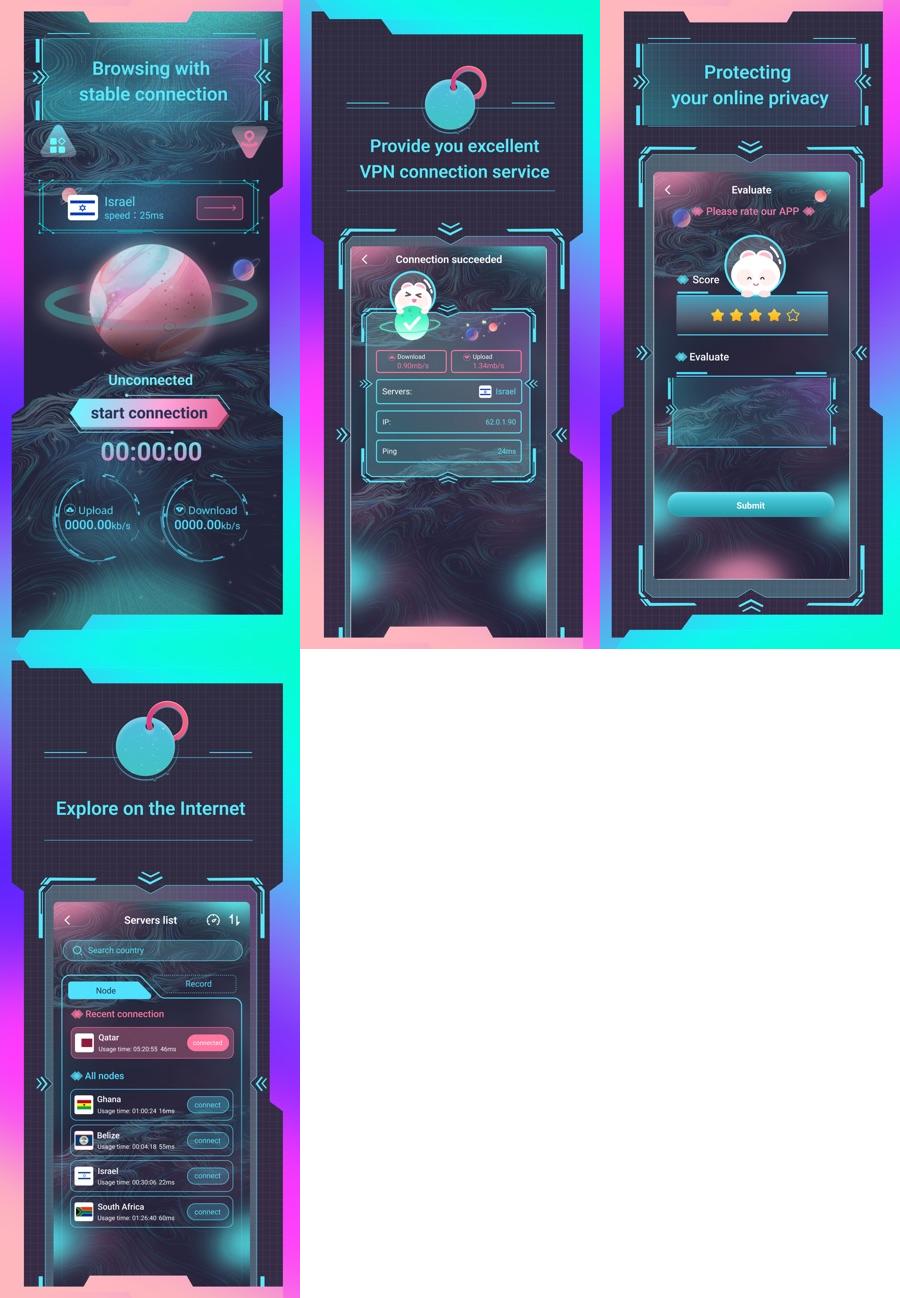 Browsing with
stable connection
Israel
speed：25ms
Unconnected
start connection
00:00:00
Upload
0000.00kb/s
Download
0000.00kb/s
Provide you excellent
VPN connection service
Connection succeeded
Download
0.90mb/s
Upload
1.34mb/s
Servers:
Israel
IP:
62.0.1.90
Ping
24ms
Protecting
your online privacy
Evaluate
Please rate our APP
Score
Evaluate
Submit
Explore on the Internet
Servers list
Search country
Node
Record
Recent connection
Qatar
Usage time: 05:20:55 46ms
connected
All nodes
Ghana
Usage time: 01:00:24 16ms
connect
Belize
Usage time: 00:04:18 55ms
connect
Israel
Usage time: 00:30:06 22ms
connect
South Africa
Usage time: 01:26:40 60ms
connect